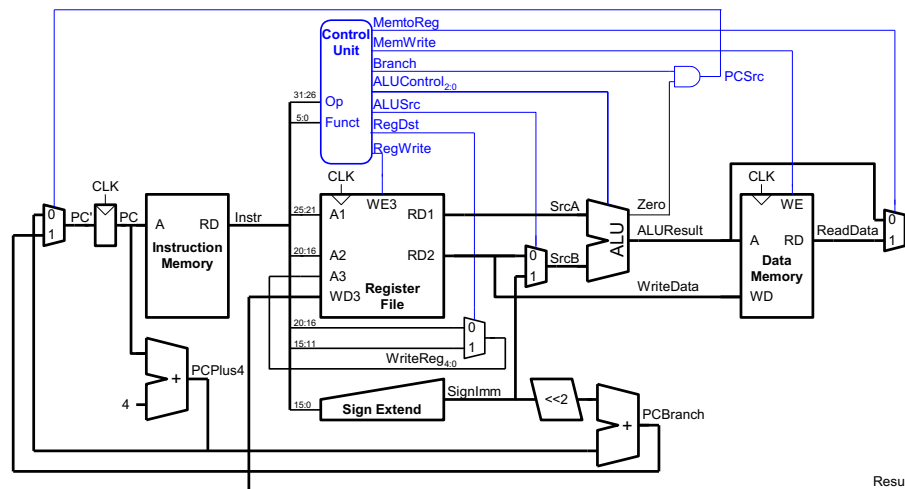 MemtoReg
Control
Unit
MemWrite
Branch
PCSrc
ALUControl2:0
31:26
Op
ALUSrc
5:0
Funct
RegDst
RegWrite
CLK
CLK
CLK
0
1
PC'
PC
A
RD
Instr
Instruction
Memory
25:21
A1
WE3
RD1
SrcA
Zero
WE
0
1
20:16
A2
RD2
0
1
SrcB
ALU
ALUResult
A
RD
ReadData
Data
Memory
A3
WD3
Register
File
WriteData
WD
20:16
0
15:11
1
WriteReg4:0
PCPlus4
+
4
15:0
Sign Extend
SignImm
<<2
+
PCBranch
Resu